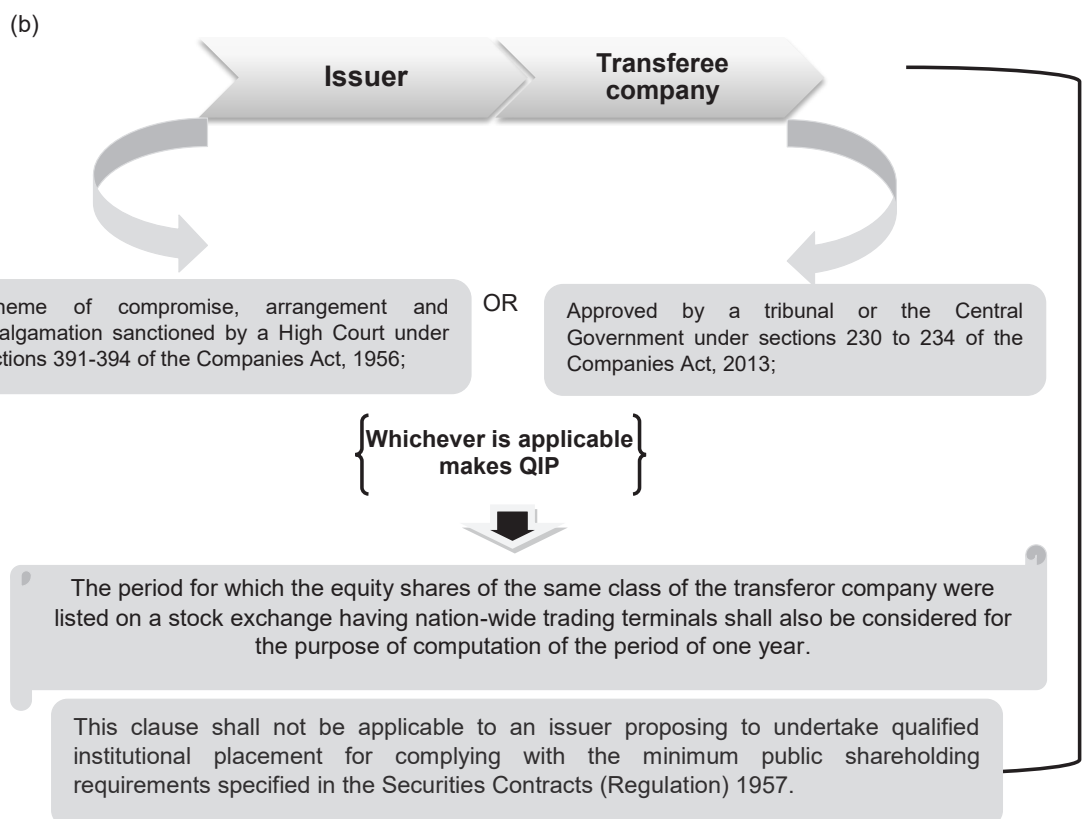 (b)
Issuer
Transferee
company
of compromise, arrangement and
sanctioned by a High Court under
391-394 of the Companies Act, 1956;
OR
Approved by a tribunal or the Central
Government under sections 230 to 234 of the
Companies Act, 2013;
Whichever is applicable
makes QIP
The period for which the equity shares of the same class of the transferor company were
listed on a stock exchange having nation-wide trading terminals shall also be considered for
the purpose of computation of the period of one year.
This clause shall not be applicable to an issuer proposing to undertake qualified
institutional placement for complying with the minimum public shareholding
requirements specified in the Securities Contracts (Regulation) 1957.